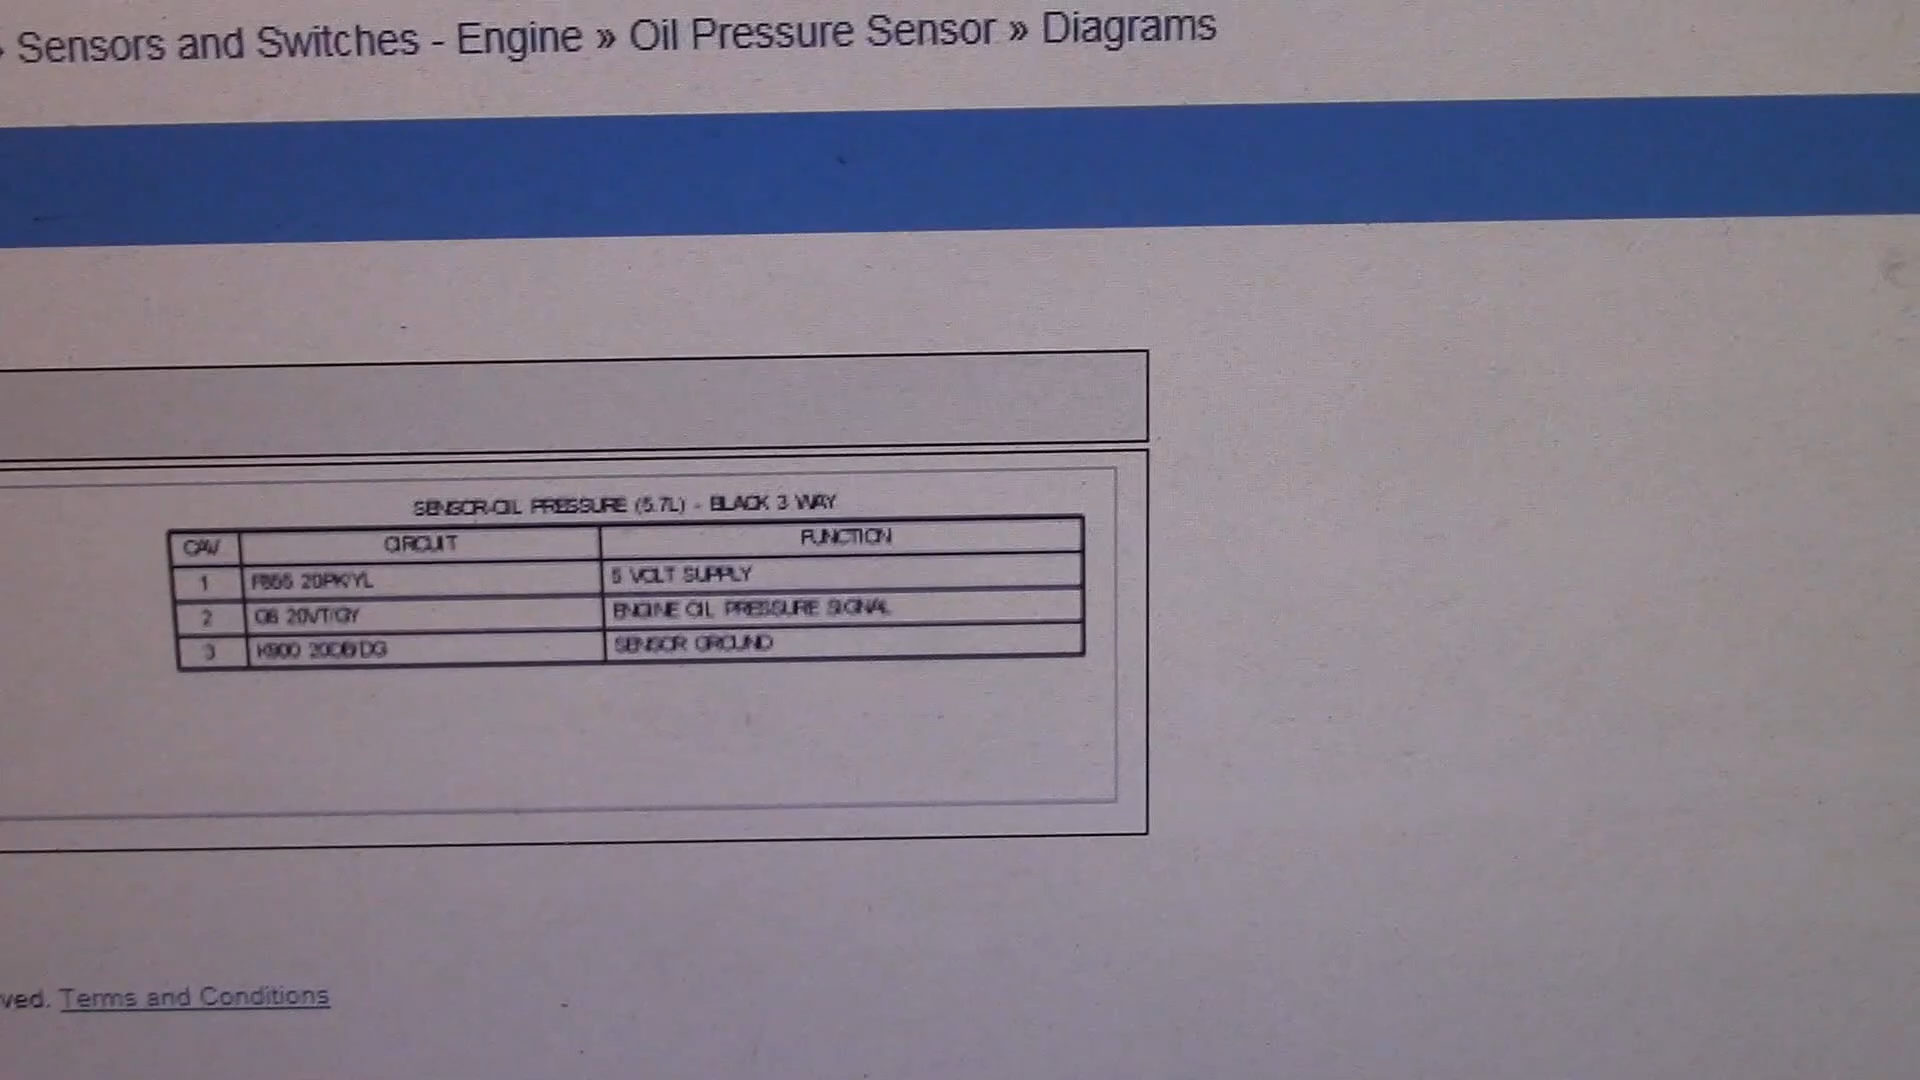 Sensors and Switches - Engine » Oil Pressure Sensor » Diagrams
SENSOR-OIL PRESSURE (5.7L) - BLACK 3 WAY
CAV CIRCUIT FUNCTION
1 20PK/YL 5 VOLT SUPPLY
2 G6 20VT/GY ENGINE OIL PRESSURE SIGNAL
3 K900 20DB/DG SENSOR GROUND
ved. Terms and Conditions